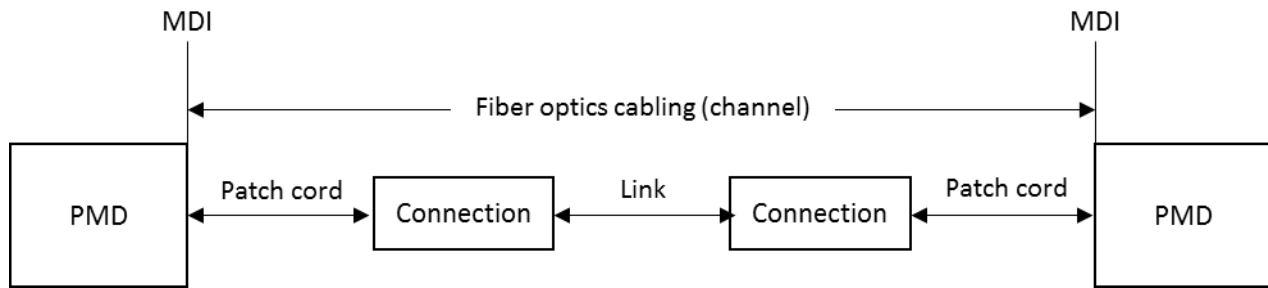 MDI
MDI
Fiber optics cabling (channel)
PMD
Patch cord
Connection
Link
Connection
Patch cord
PMD